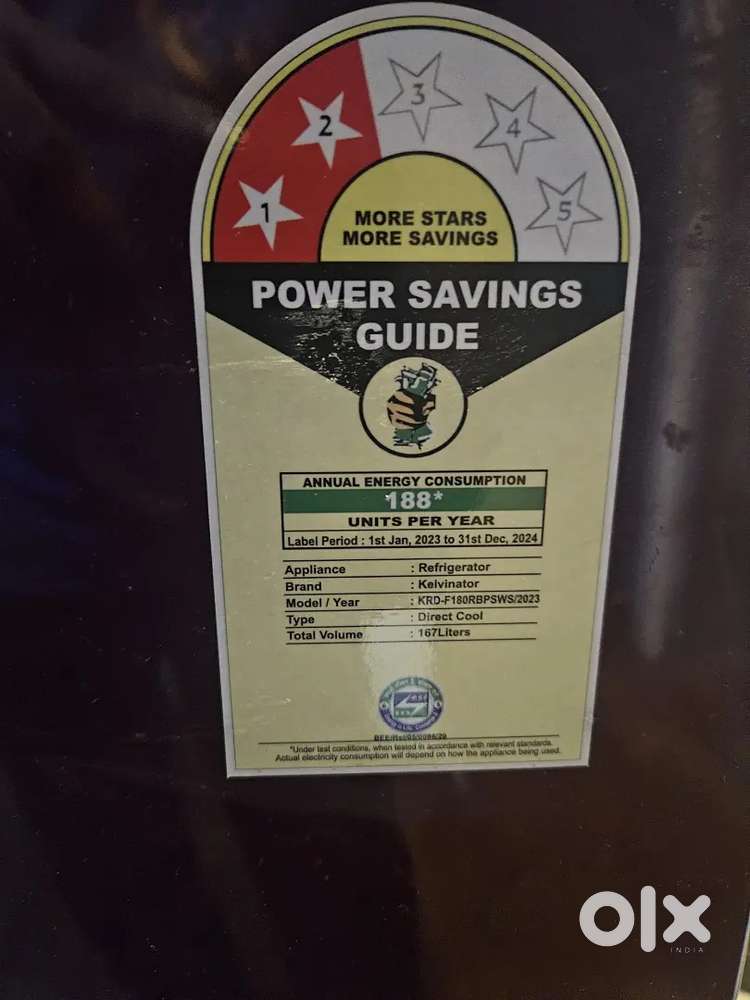 1
2
3
4
5
MORE STARS
MORE SAVINGS
POWER SAVINGS
GUIDE
ANNUAL ENERGY CONSUMPTION
188*
UNITS PER YEAR
Label Period : 1st Jan, 2023 to 31st Dec, 2024
Appliance : Refrigerator
Brand : Kelvinator
Model / Year : KRD-F180RBPSWS/2023
Type : Direct Cool
Total Volume : 167Liters
*Under test conditions, when tested in accordance with relevant standards.
Actual electricity consumption will depend on how the appliance being used.
olx
INDIA